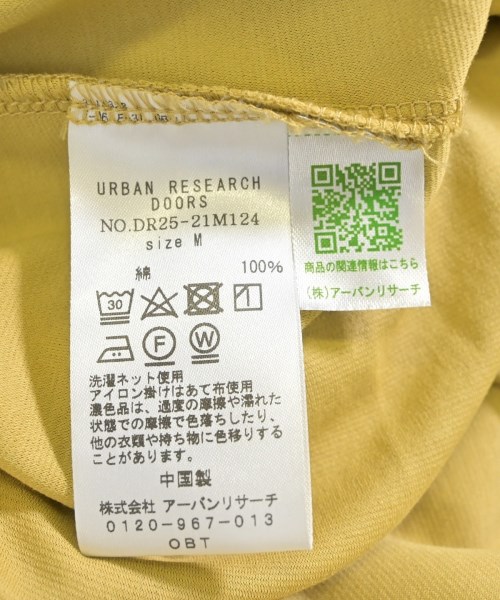 URBAN RESEARCH
DOORS
NO.DR25-21M124
size M
綿 100%
30
F W
洗濯ネット使用
アイロン掛けはあて布使用
濃色品は、過度の摩擦や濡れた
状態での摩擦で色落ちしたり、
他の衣類や持ち物に色移りする
ことがあります。
中国製
株式会社 アーバンリサーチ
0120-967-013
OBT
商品の関連情報はこちら
(株)アーバンリサーチ